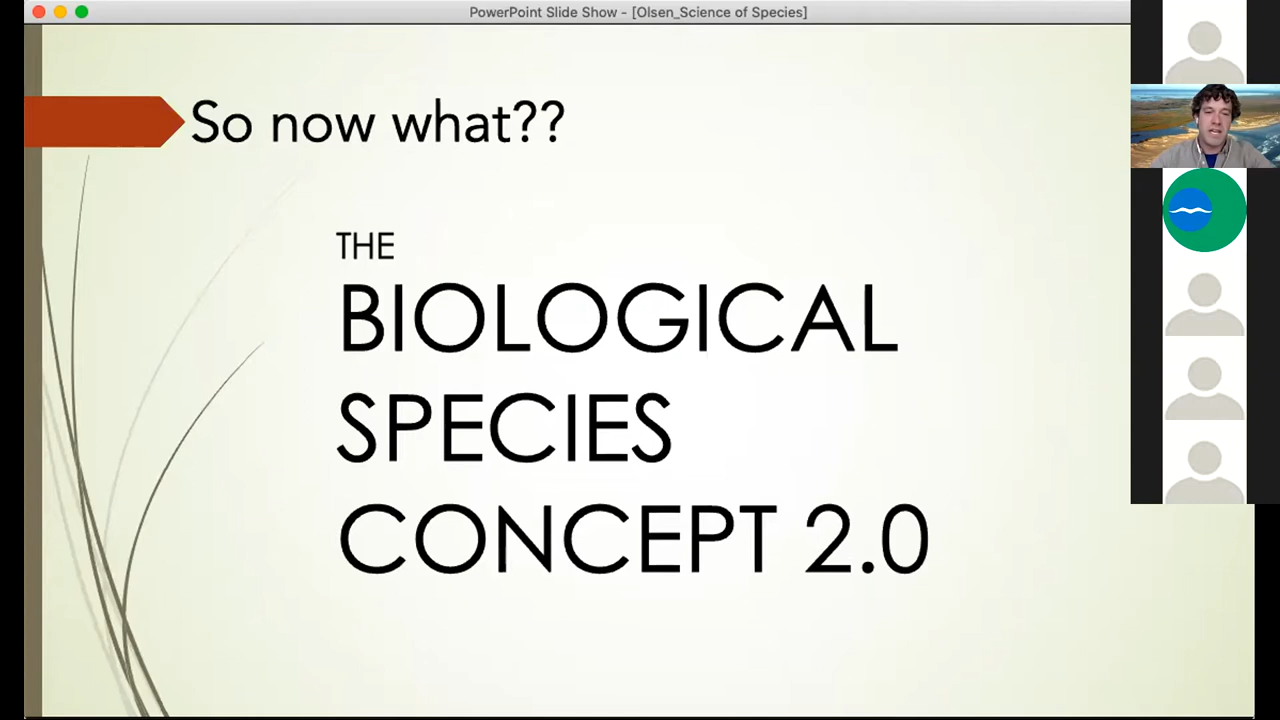 PowerPoint Slide Show - [Olsen_Science of Species]
So now what??
THE
BIOLOGICAL
SPECIES
CONCEPT 2.0